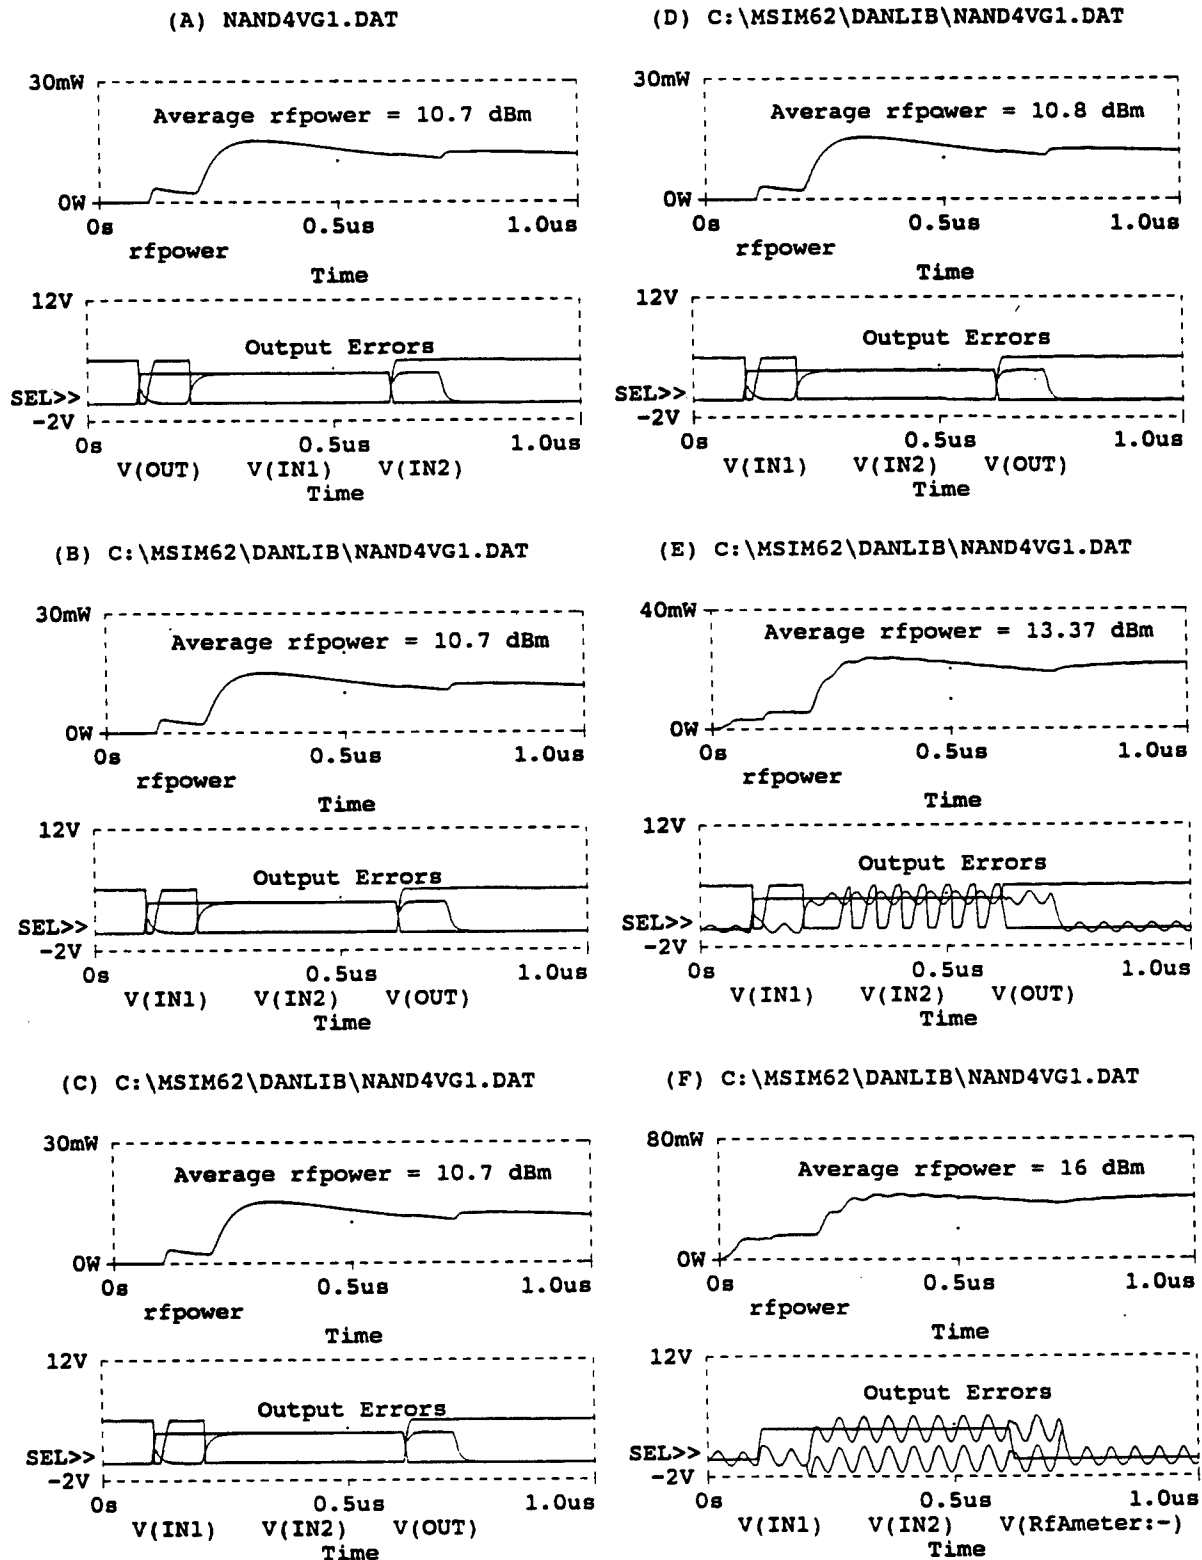 (A) NAND4VG1.DAT
30mW
Average rfpower = 10.7 dBm
0W
0s 0.5us 1.0us
rfpower
Time
12V
Output Errors
SEL>>
-2V
0s 0.5us 1.0us
V(OUT) V(IN1) V(IN2)
Time
(B) C:\MSIM62\DANLIB\NAND4VG1.DAT
30mW
Average rfpower = 10.7 dBm
0W
0s 0.5us 1.0us
rfpower
Time
12V
Output Errors
SEL>>
-2V
0s 0.5us 1.0us
V(IN1) V(IN2) V(OUT)
Time
(C) C:\MSIM62\DANLIB\NAND4VG1.DAT
30mW
Average rfpower = 10.7 dBm
0W
0s 0.5us 1.0us
rfpower
Time
12V
Output Errors
SEL>>
-2V
0s 0.5us 1.0us
V(IN1) V(IN2) V(OUT)
Time
(D) C:\MSIM62\DANLIB\NAND4VG1.DAT
30mW
Average rfpower = 10.8 dBm
0W
0s 0.5us 1.0us
rfpower
Time
12V
Output Errors
SEL>>
-2V
0s 0.5us 1.0us
V(IN1) V(IN2) V(OUT)
Time
(E) C:\MSIM62\DANLIB\NAND4VG1.DAT
40mW
Average rfpower = 13.37 dBm
0W
0s 0.5us 1.0us
rfpower
Time
12V
Output Errors
SEL>>
-2V
0s 0.5us 1.0us
V(IN1) V(IN2) V(OUT)
Time
(F) C:\MSIM62\DANLIB\NAND4VG1.DAT
80mW
Average rfpower = 16 dBm
0W
0s 0.5us 1.0us
rfpower
Time
12V
Output Errors
SEL>>
-2V
0s 0.5us 1.0us
V(IN1) V(IN2) V(RfAmeter:-)
Time